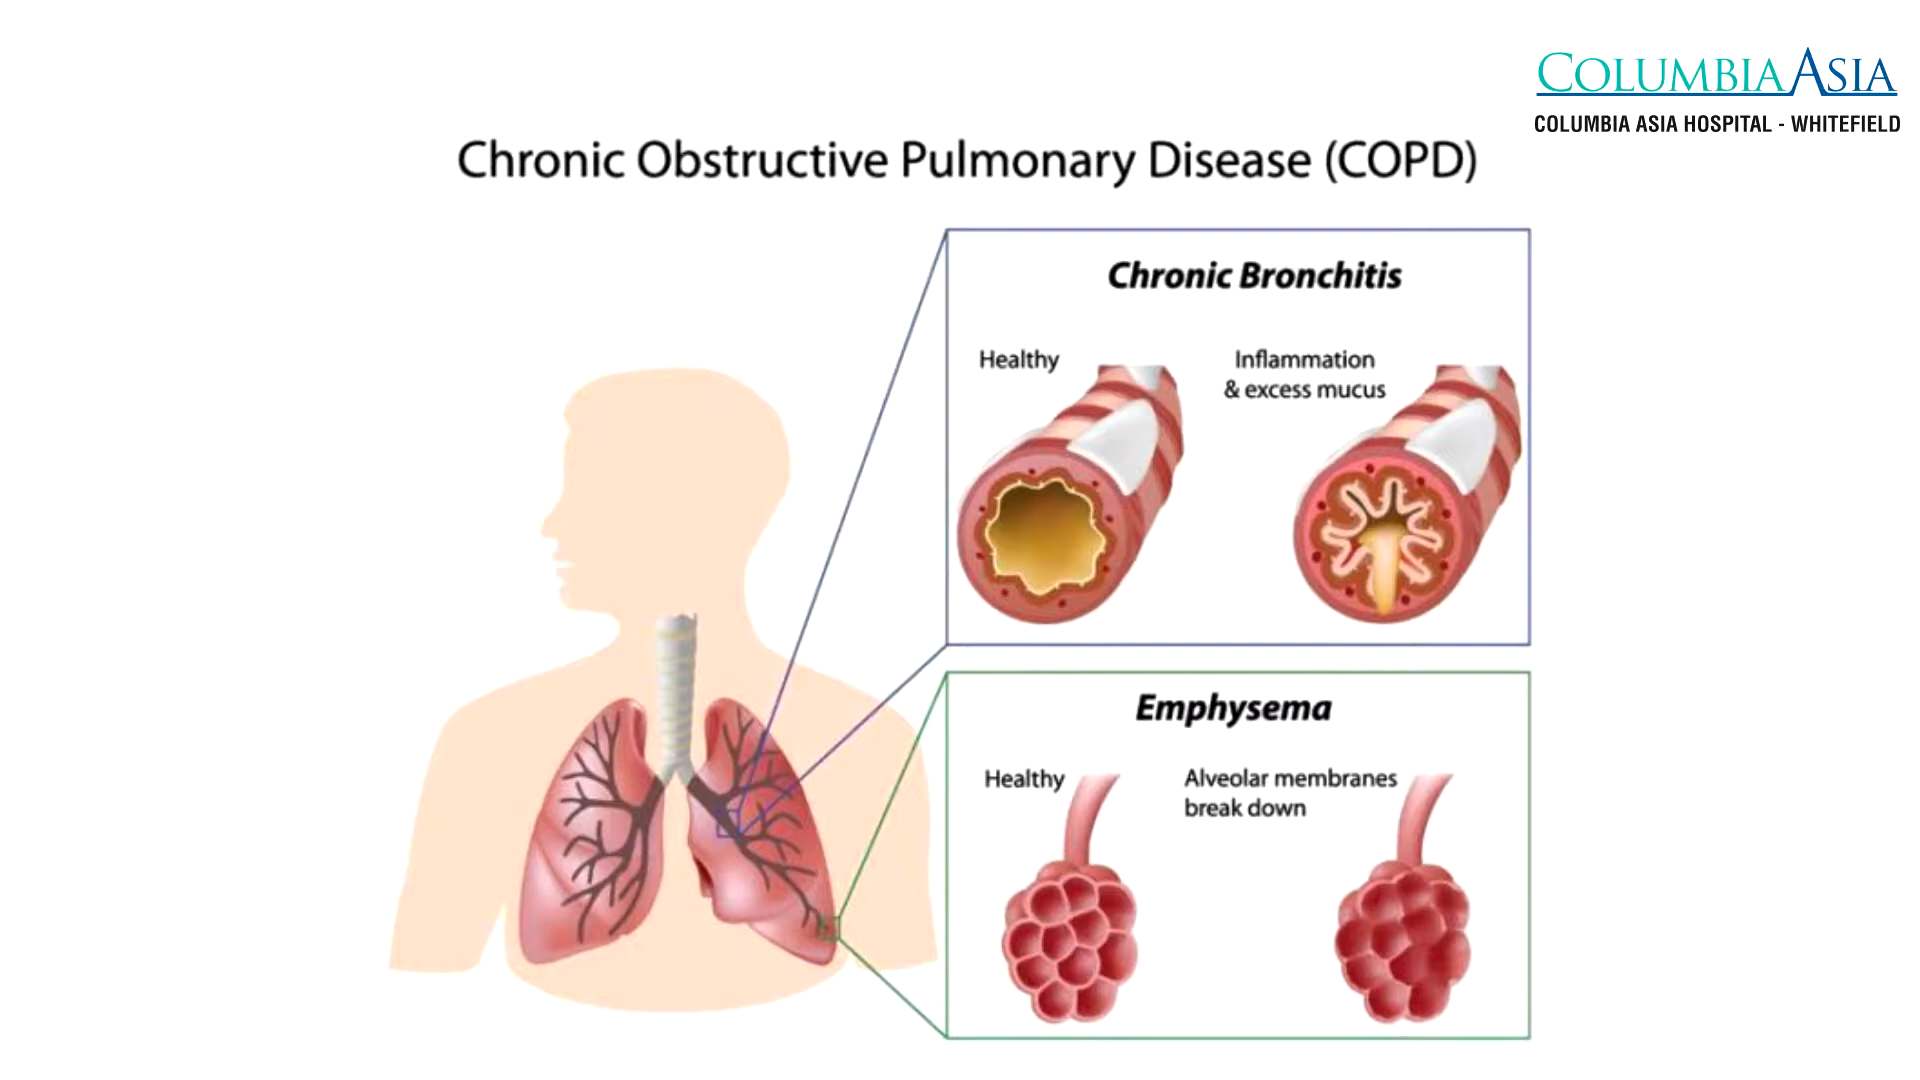 COLUMBIA ASIA
COLUMBIA ASIA HOSPITAL - WHITEFIELD
Chronic Obstructive Pulmonary Disease (COPD)
Chronic Bronchitis
Healthy
Inflammation
& excess mucus
Emphysema
Healthy
Alveolar membranes
break down